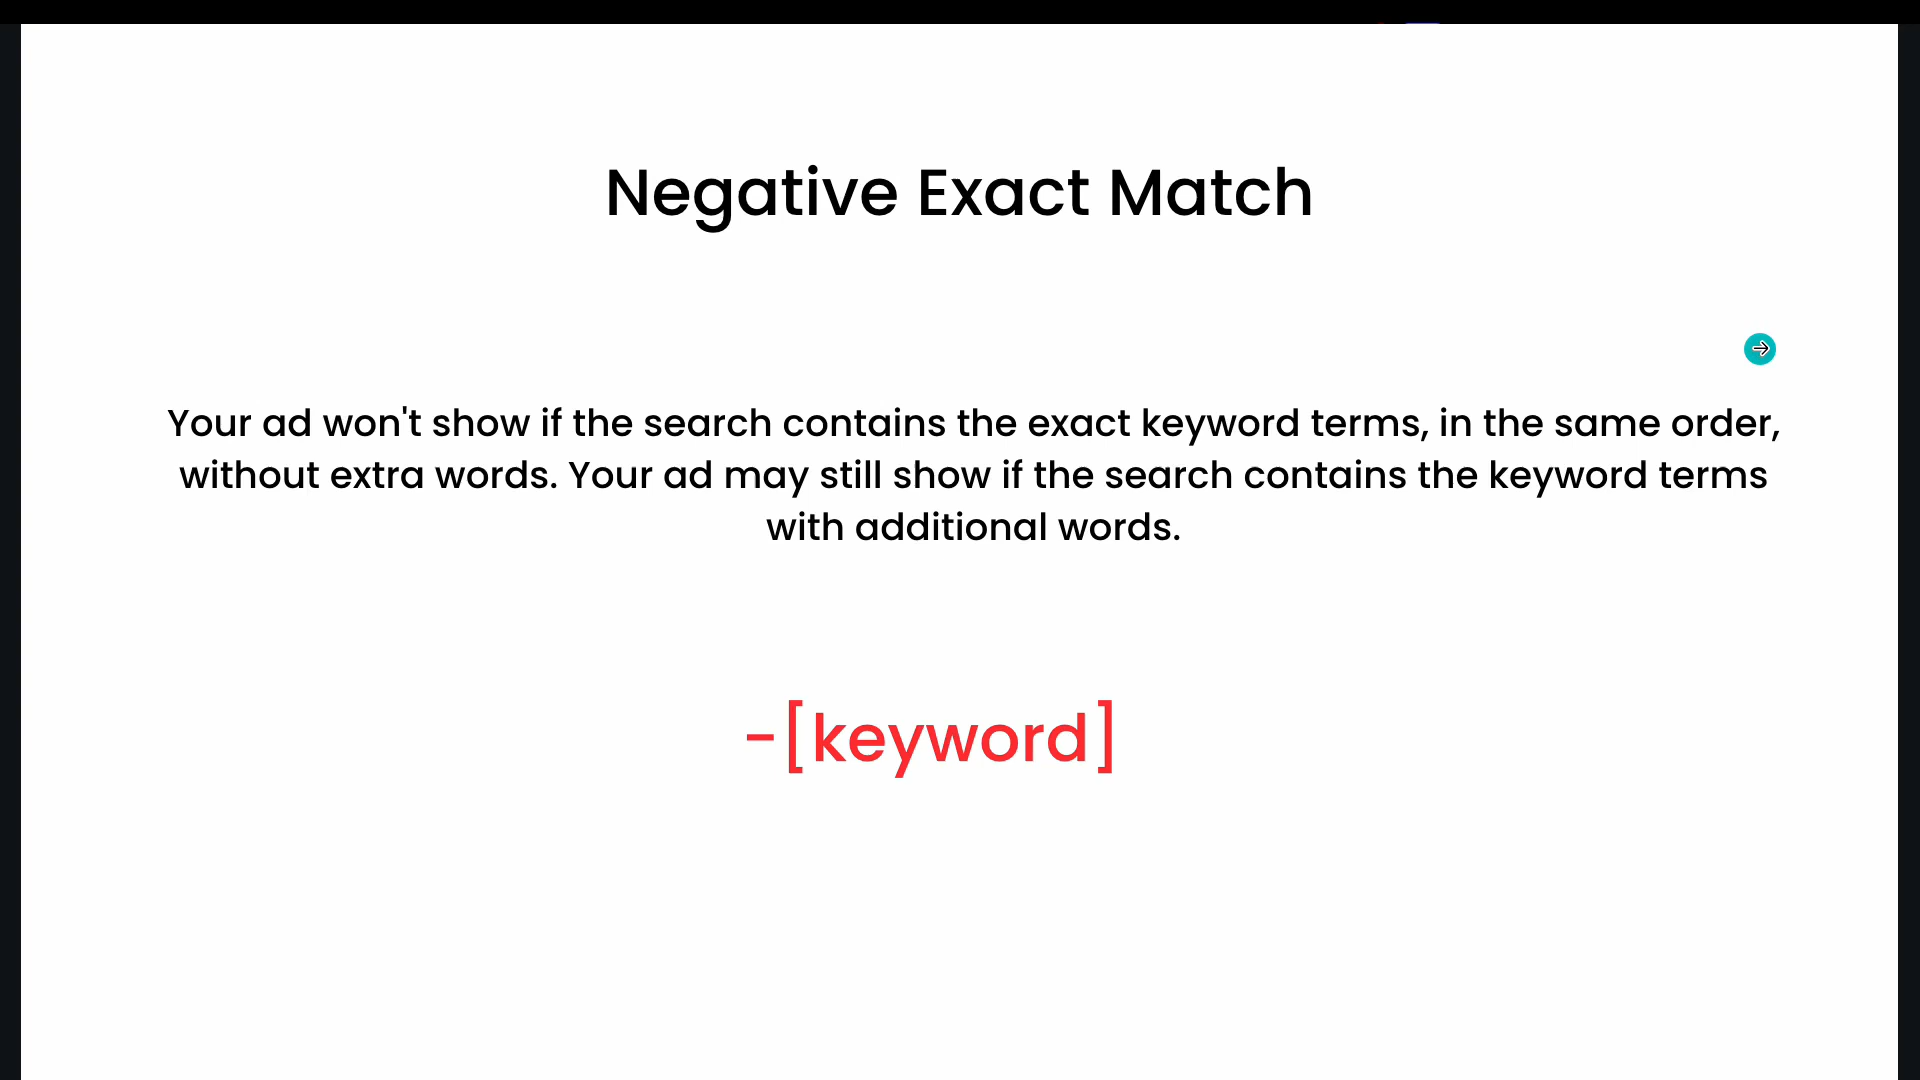 Negative Exact Match
Your ad won't show if the search contains the exact keyword terms, in the same order,
without extra words. Your ad may still show if the search contains the keyword terms
with additional words.
-[keyword]